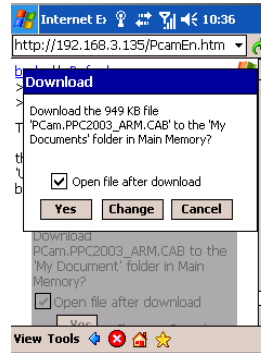 Internet Ex 10:36
http://192.168.3.135/PcamEn.htm
Download
Download the 949 KB file
'PCam.PPC2003_ARM.CAB' to the 'My
Documents' folder in Main Memory?
Open file after download
Yes Change Cancel
Download
PCam.PPC2003_ARM.CAB to the
'My Document' folder in Main
Memory?
Open file after download
Yes
View Tools